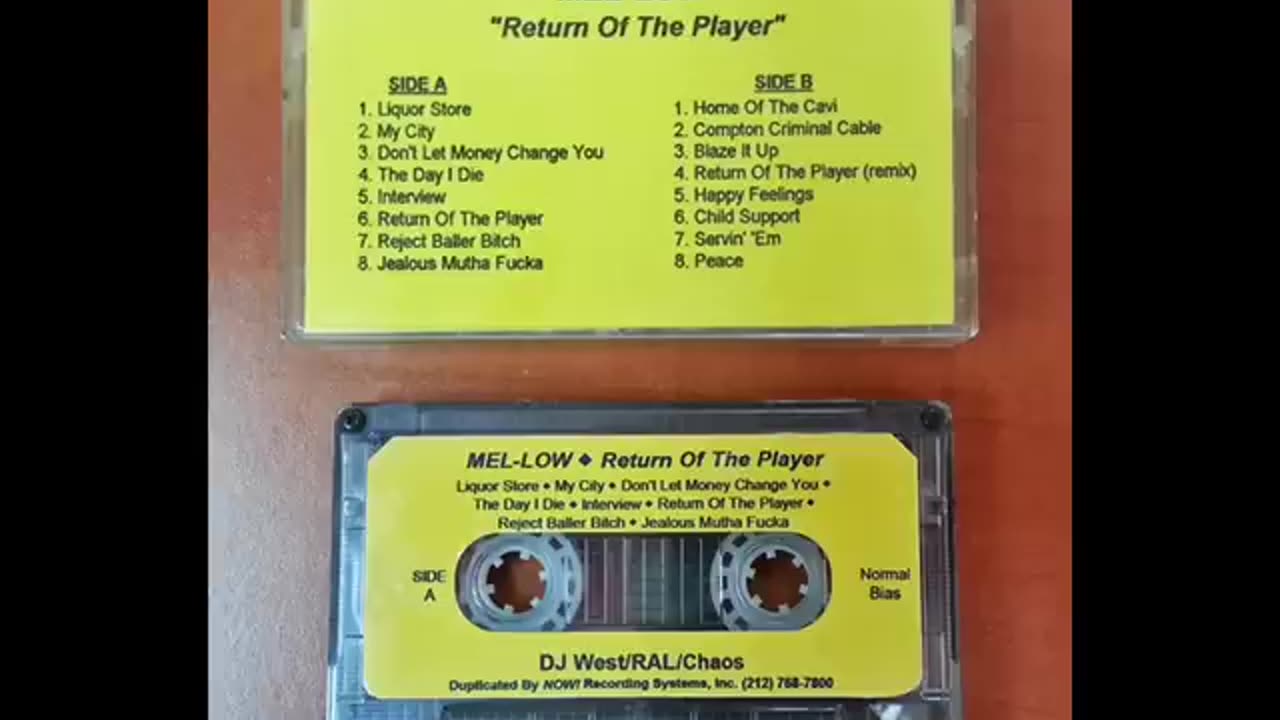 "Return Of The Player"
SIDE A
1. Liquor Store
2. My City
3. Don't Let Money Change You
4. The Day I Die
5. Interview
6. Return Of The Player
7. Reject Baller Bitch
8. Jealous Mutha Fucka
SIDE B
1. Home Of The Cavi
2. Compton Criminal Cable
3. Blaze It Up
4. Return Of The Player (remix)
5. Happy Feelings
6. Child Support
7. Servin' 'Em
8. Peace
MEL-LOW ◆ Return Of The Player
Liquor Store ◆ My City ◆ Don't Let Money Change You ◆
The Day I Die ◆ Interview ◆ Return Of The Player ◆
Reject Baller Bitch ◆ Jealous Mutha Fucka
SIDE
A
Normal
Bias
DJ West/RAL/Chaos
Duplicated By NOW! Recording Systems, Inc. (212) 768-7800